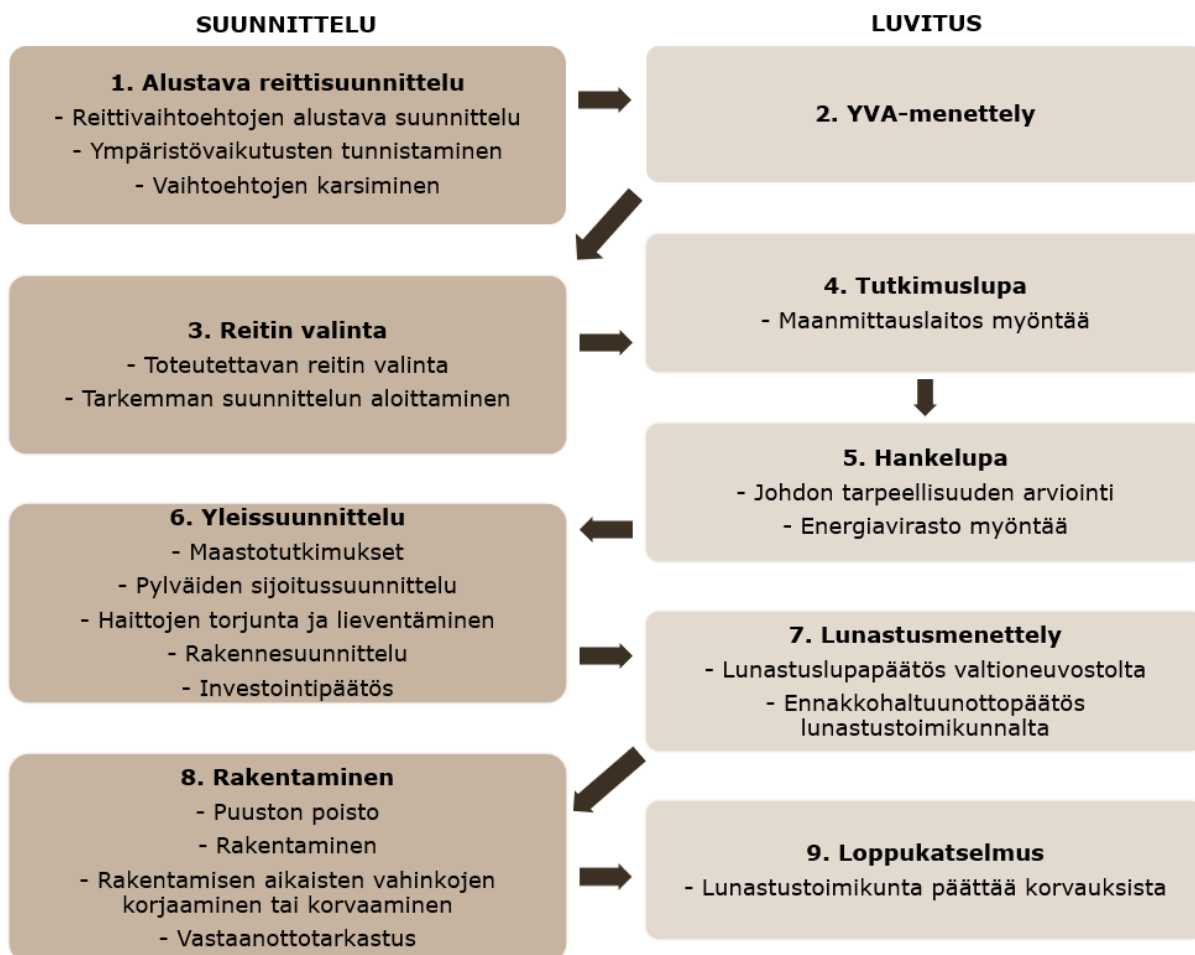 SUUNNITTELU
LUVITUS
1. Alustava reittisuunnittelu
- Reittivaihtoehtojen alustava suunnittelu
- Ympäristövaikutusten tunnistaminen
- Vaihtoehtojen karsiminen
2. YVA-menettely
3. Reitin valinta
- Toteutettavan reitin valinta
- Tarkemman suunnittelun aloittaminen
4. Tutkimuslupa
- Maanmittauslaitos myöntää
5. Hankelupa
- Johdon tarpeellisuuden arviointi
- Energiavirasto myöntää
6. Yleissuunnittelu
- Maastotutkimukset
- Pylväiden sijoitussuunnittelu
- Haittojen torjunta ja lieventäminen
- Rakennesuunnittelu
- Investointipäätös
7. Lunastusmenettely
- Lunastuslupapäätös valtioneuvostolta
- Ennakkohaltuunottopäätös
lunastustoimikunnalta
8. Rakentaminen
- Puuston poisto
- Rakentaminen
- Rakentamisen aikaisten vahinkojen
korjaaminen tai korvaaminen
- Vastaanottotarkastus
9. Loppukatselmus
- Lunastustoimikunta päättää korvauksista